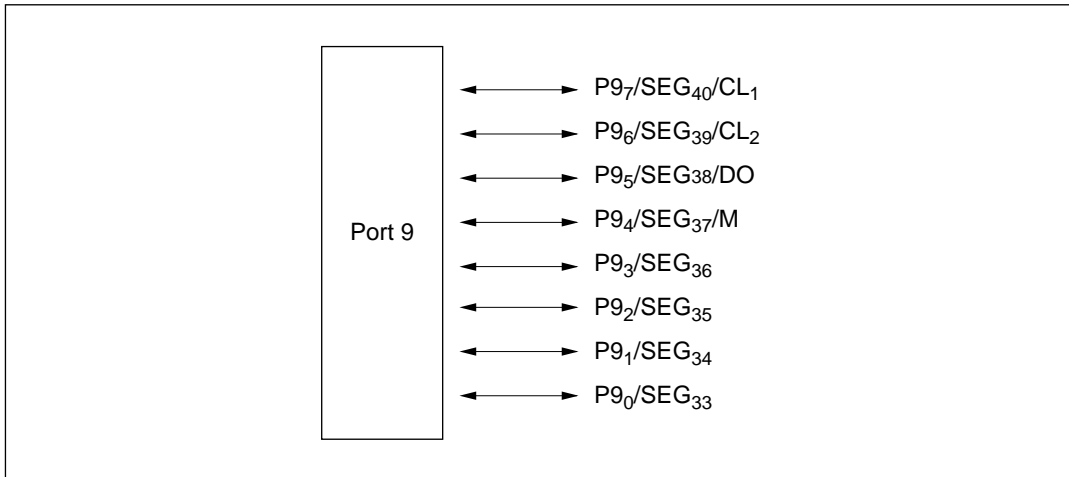 P9₇/SEG₄₀/CL₁
P9₆/SEG₃₉/CL₂
P9₅/SEG38/DO
P9₄/SEG₃₇/M
Port 9
P9₃/SEG₃₆
P9₂/SEG₃₅
P9₁/SEG₃₄
P9₀/SEG₃₃